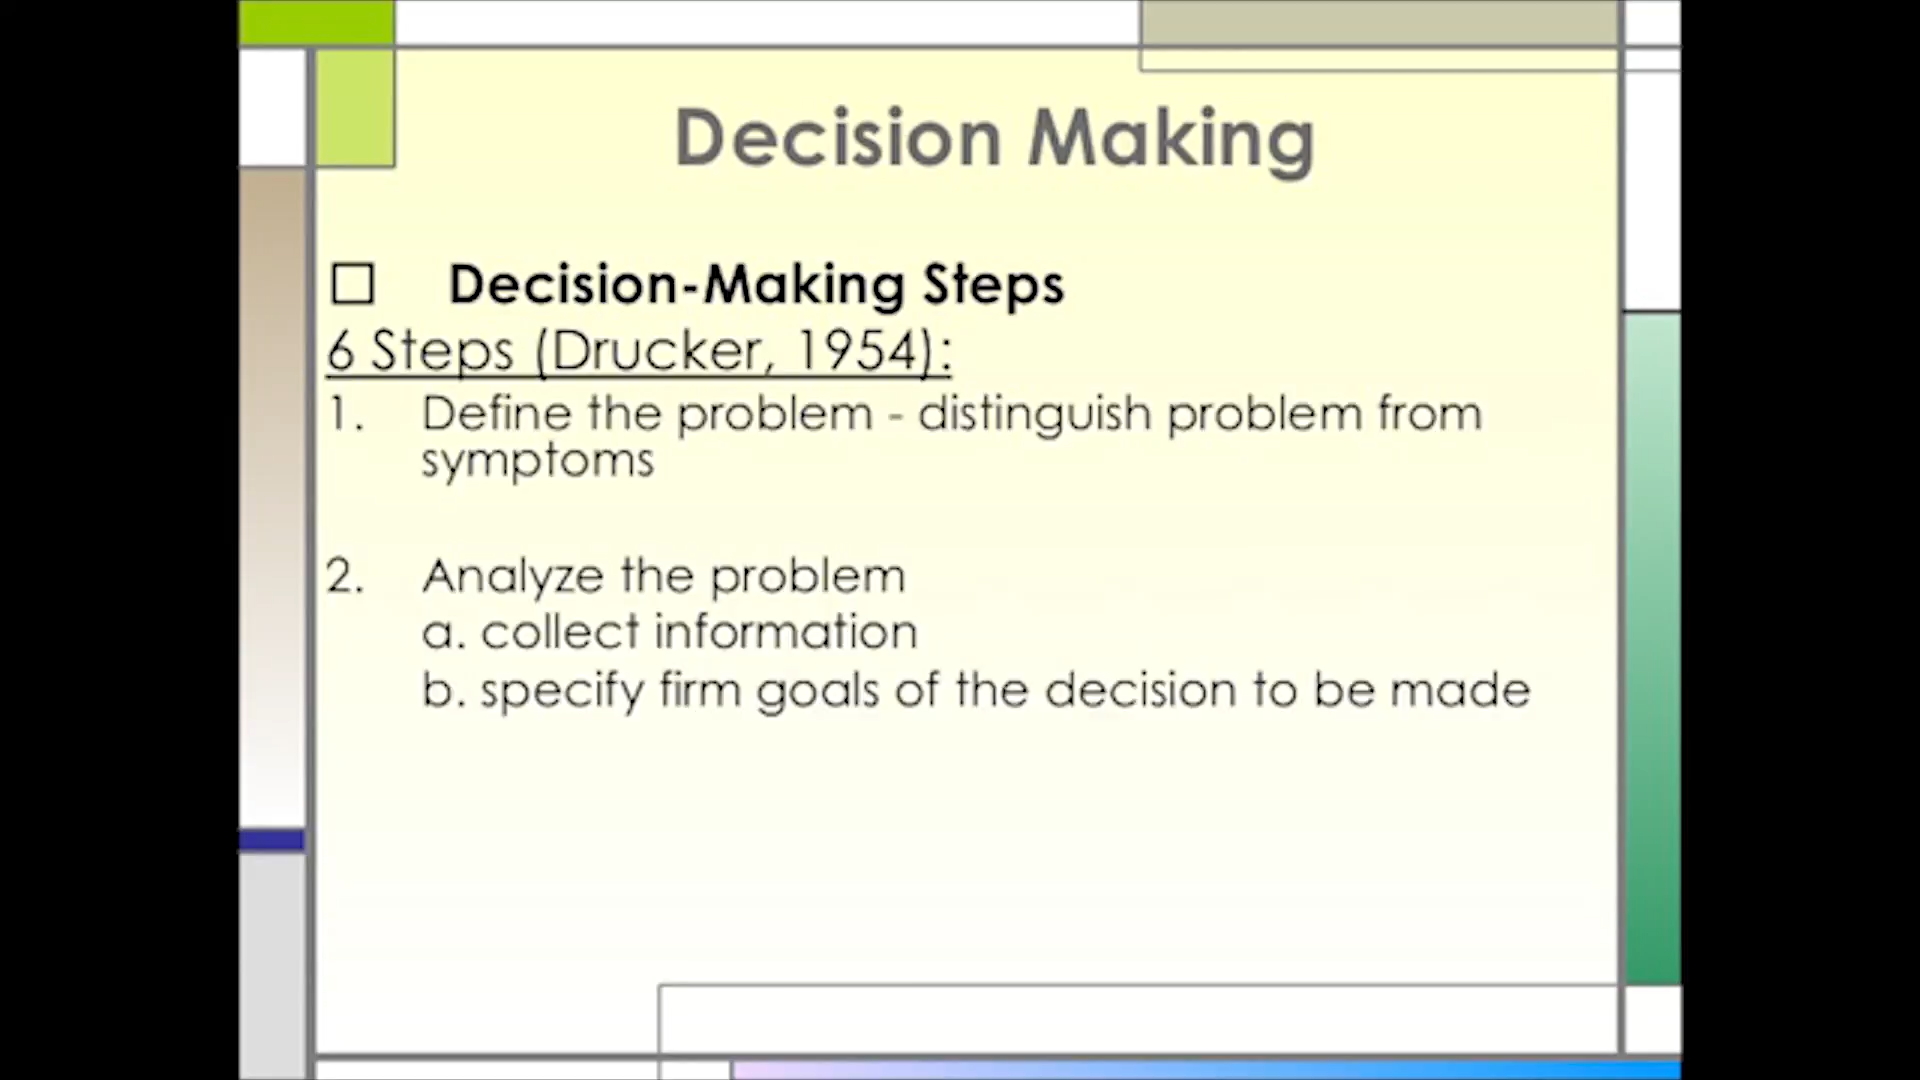 Decision Making
Decision-Making Steps
6 Steps (Drucker, 1954):
1. Define the problem - distinguish problem from
symptoms
2. Analyze the problem
a. collect information
b. specify firm goals of the decision to be made